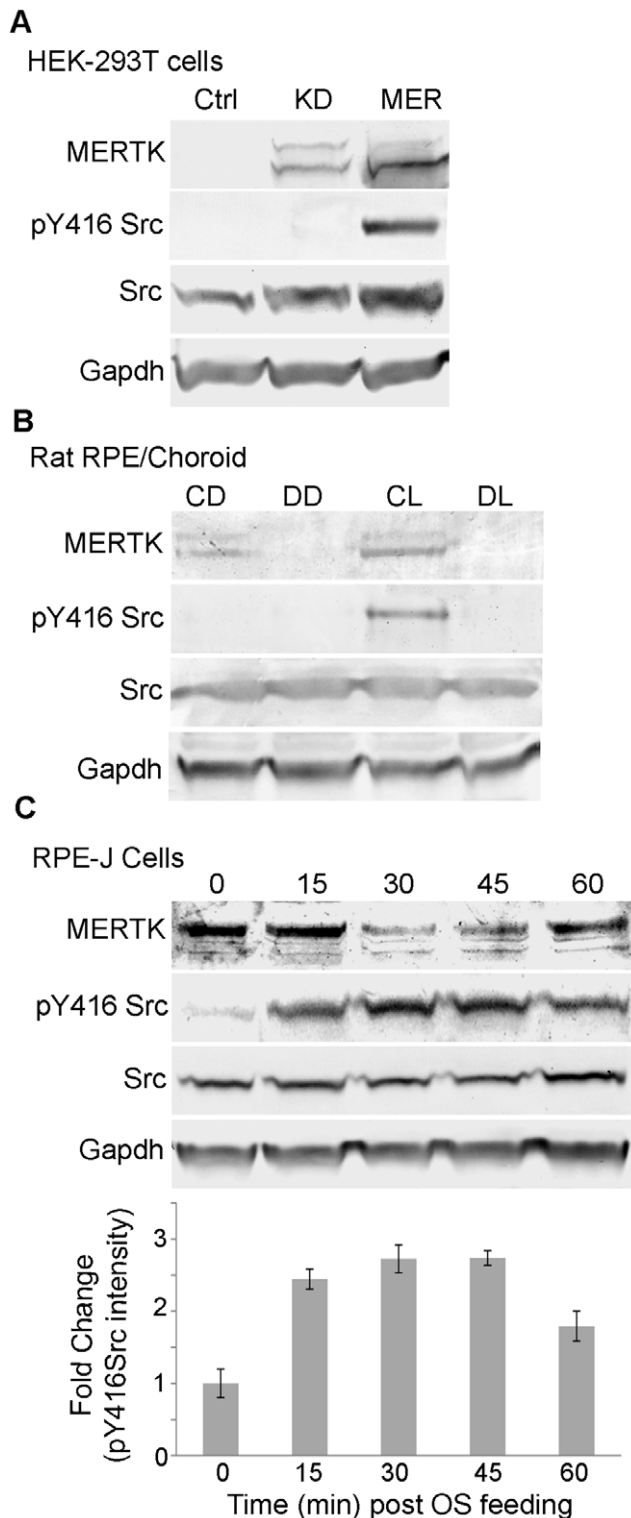 A
HEK-293T cells
Ctrl KD MER
MERTK
pY416 Src
Src
Gapdh
B
Rat RPE/Choroid
CD DD CL DL
MERTK
pY416 Src
Src
Gapdh
C
RPE-J Cells
0 15 30 45 60
MERTK
pY416 Src
Src
Gapdh
Fold Change
(pY416Src intensity)
3
2
1
0
0 15 30 45 60
Time (min) post OS feeding